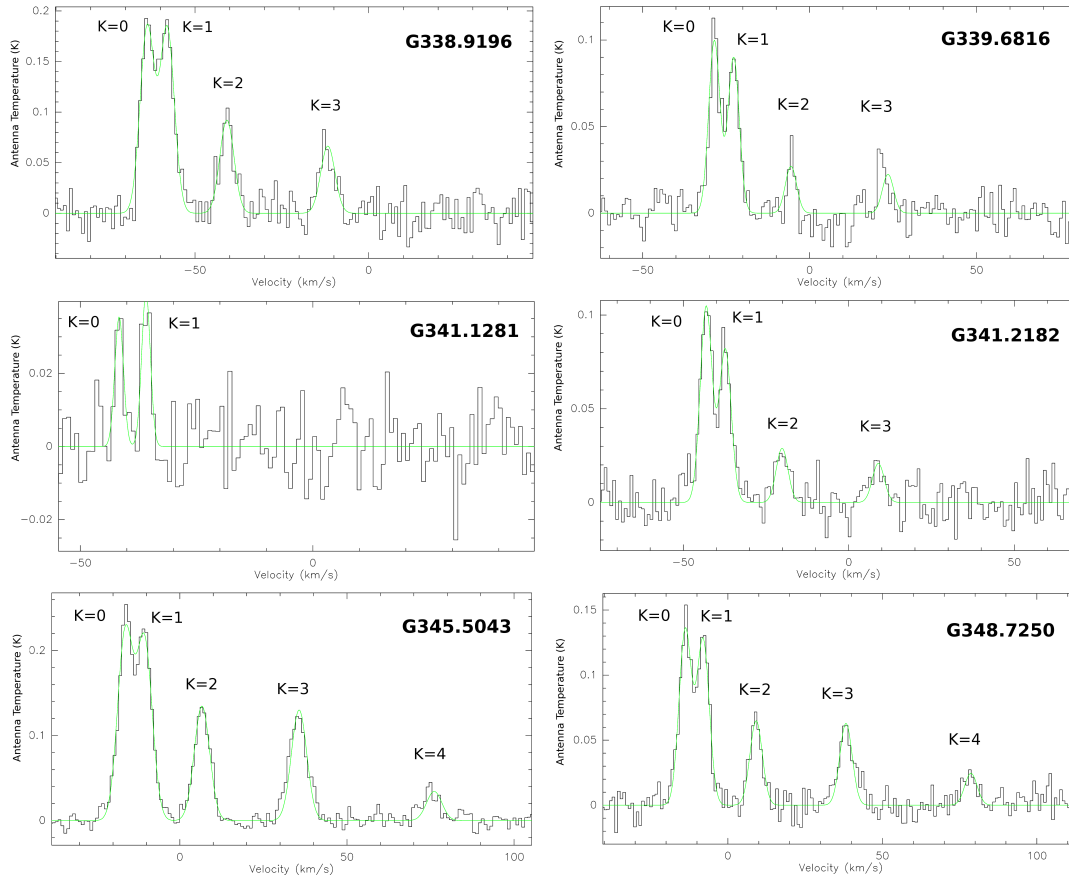 K=0
K=1
G338.9196
K=2
K=3
0.2
0.15
0.1
0.05
0
Antenna Temperature (K)
−50
0
Velocity (km/s)
K=0
K=1
G339.6816
K=2
K=3
0.1
0.05
0
Antenna Temperature (K)
−50
0
50
Velocity (km/s)
K=0
K=1
G341.1281
0.02
0
−0.02
Antenna Temperature (K)
−50
0
Velocity (km/s)
K=0
K=1
G341.2182
K=2
K=3
0.1
0.05
0
Antenna Temperature (K)
−50
0
50
Velocity (km/s)
K=0
K=1
G345.5043
K=2
K=3
K=4
0.2
0.1
0
Antenna Temperature (K)
0
50
100
Velocity (km/s)
K=0
K=1
G348.7250
K=2
K=3
K=4
0.15
0.1
0.05
0
Antenna Temperature (K)
0
50
100
Velocity (km/s)